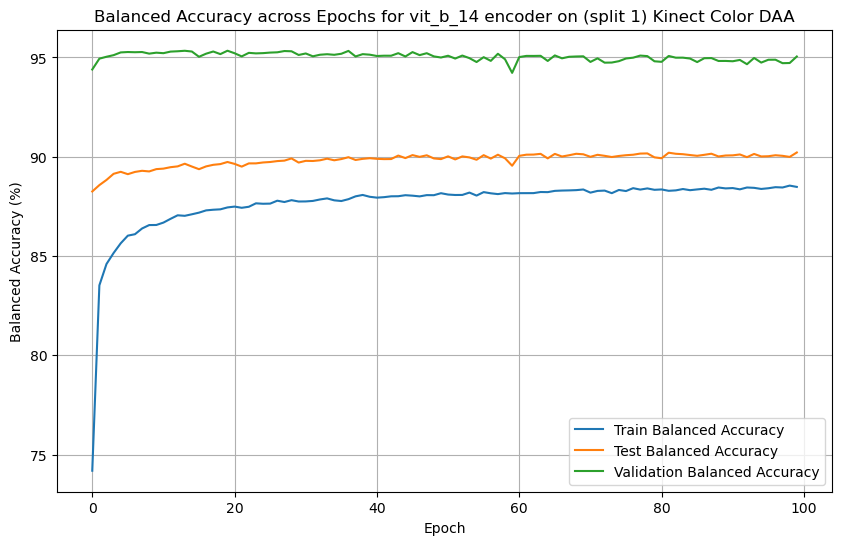 Balanced Accuracy across Epochs for vit_b_14 encoder on (split 1) Kinect Color DAA
Balanced Accuracy (%)
95
90
85
80
75
Train Balanced Accuracy
Test Balanced Accuracy
Validation Balanced Accuracy
0 20 40 60 80 100
Epoch